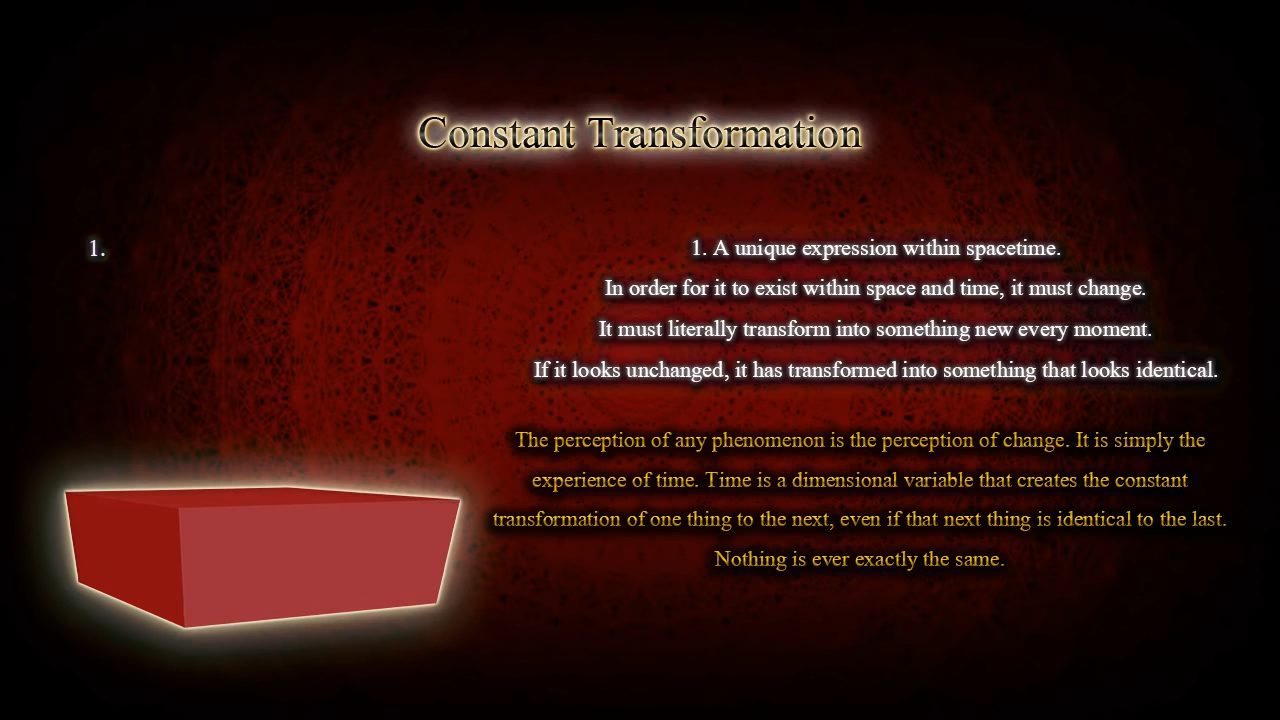 Constant Transformation
1.
1. A unique expression within spacetime.
In order for it to exist within space and time, it must change.
It must literally transform into something new every moment.
If it looks unchanged, it has transformed into something that looks identical.
The perception of any phenomenon is the perception of change. It is simply the
experience of time. Time is a dimensional variable that creates the constant
transformation of one thing to the next, even if that next thing is identical to the last.
Nothing is ever exactly the same.